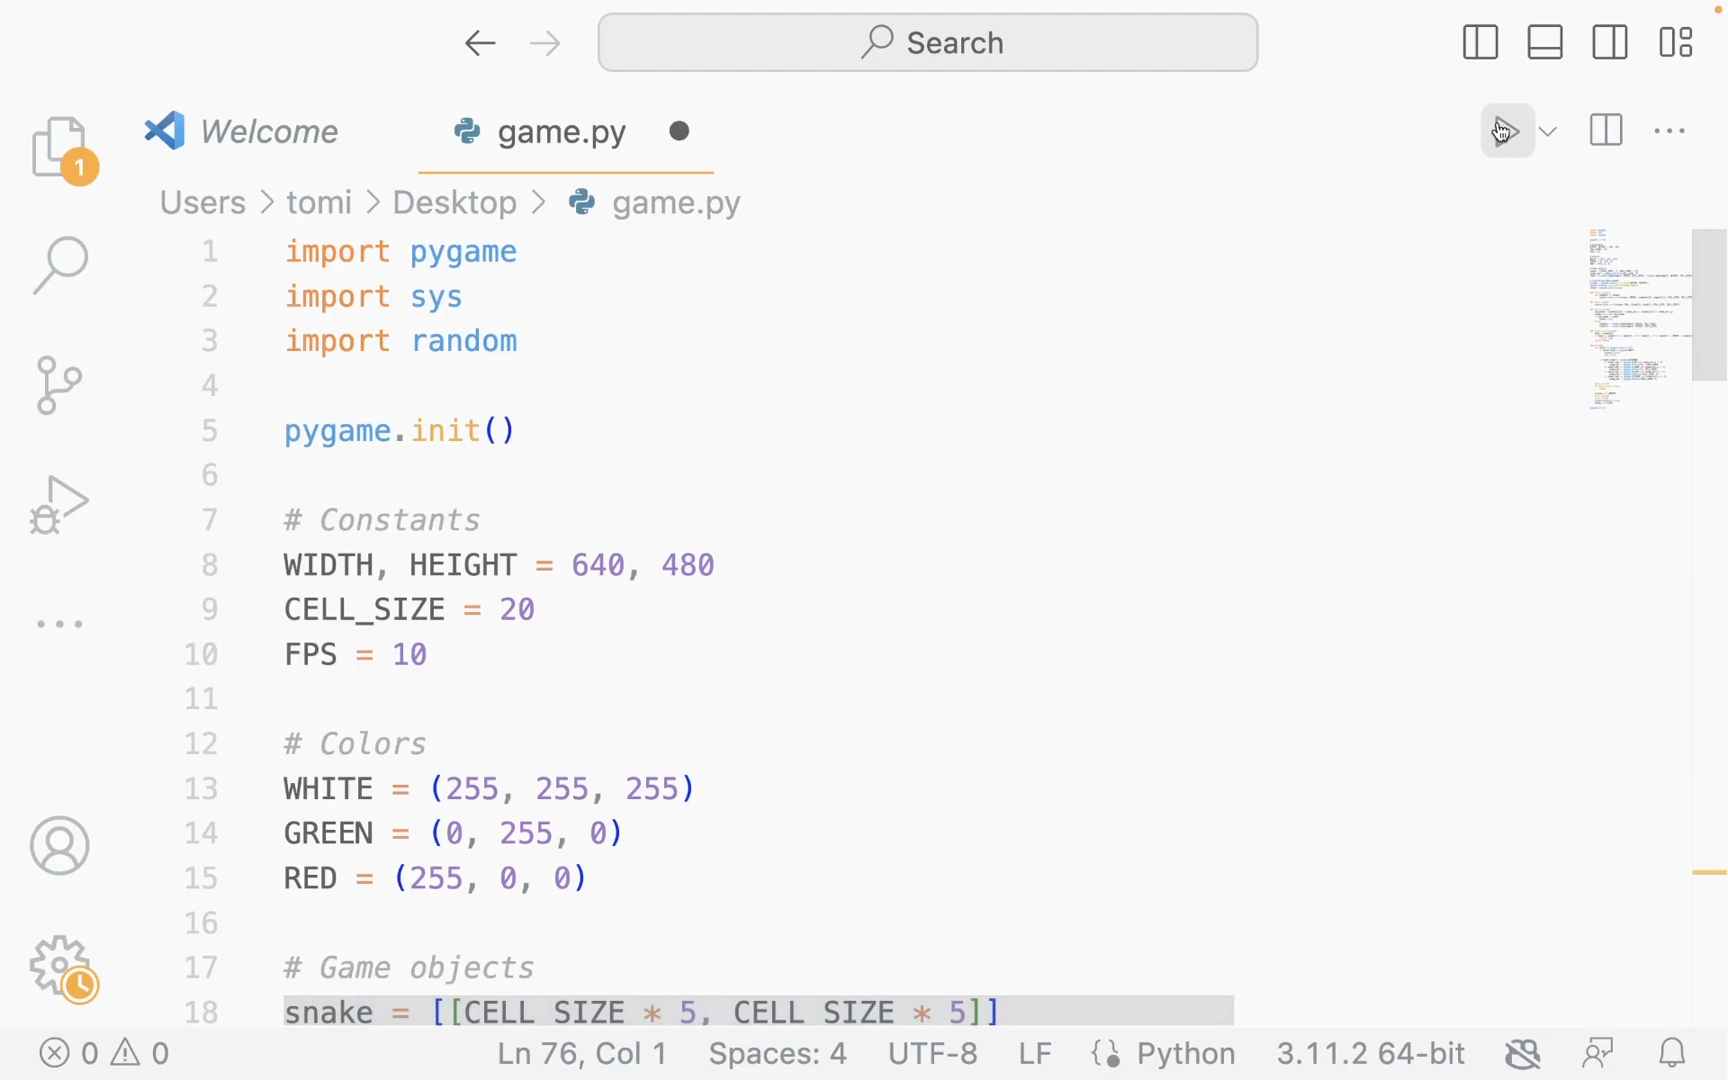 Search
Welcome
game.py
Users > tomi > Desktop > game.py
1 import pygame
2 import sys
3 import random
4
5 pygame.init()
6
7 # Constants
8 WIDTH, HEIGHT = 640, 480
9 CELL_SIZE = 20
10 FPS = 10
11
12 # Colors
13 WHITE = (255, 255, 255)
14 GREEN = (0, 255, 0)
15 RED = (255, 0, 0)
16
17 # Game objects
18 snake = [[CELL_SIZE * 5, CELL_SIZE * 5]]
1
0 0 Ln 76, Col 1 Spaces: 4 UTF-8 LF Python 3.11.2 64-bit